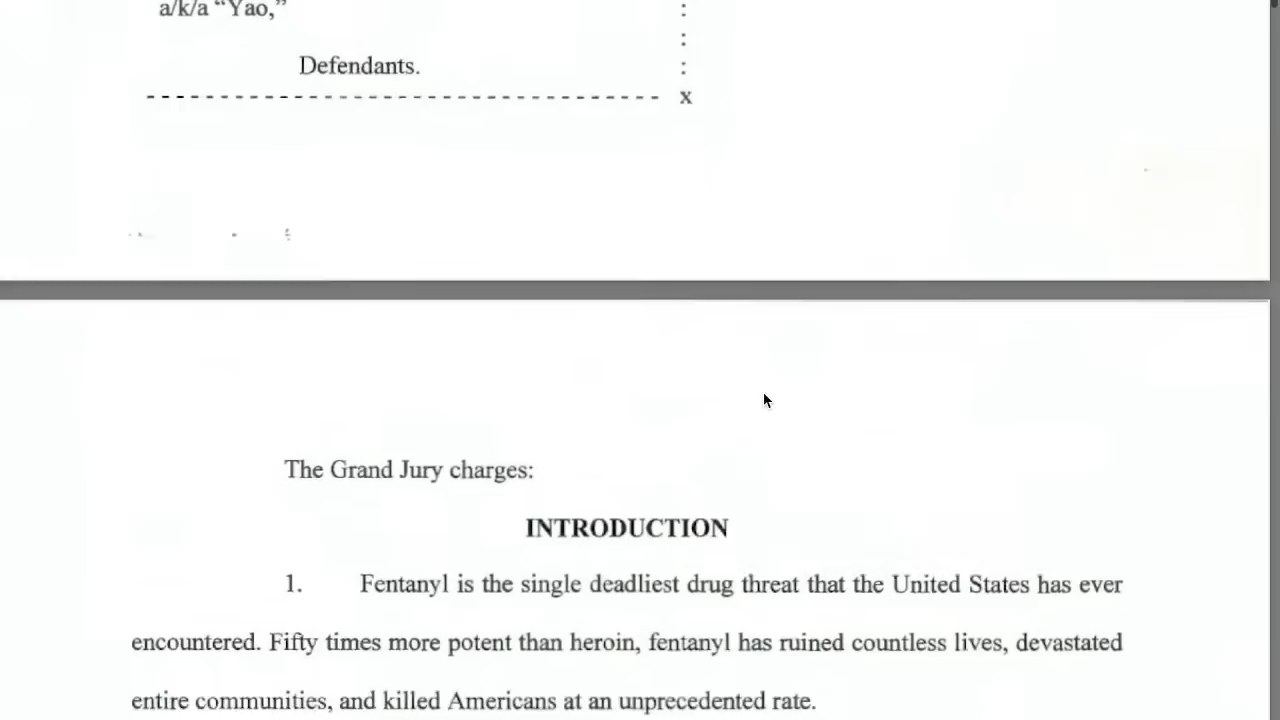 a/k/a “Yao,”
:
:
Defendants. :
- - - - - - - - - - - - - - - - - - - - - - - - - - - - - - - - - - - x
The Grand Jury charges:
INTRODUCTION
1. Fentanyl is the single deadliest drug threat that the United States has ever
encountered. Fifty times more potent than heroin, fentanyl has ruined countless lives, devastated
entire communities, and killed Americans at an unprecedented rate.